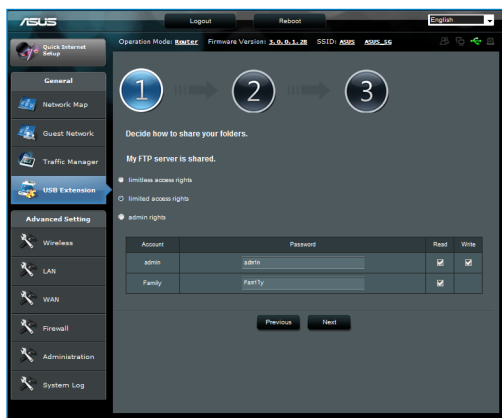 ASUS Logout Reboot English
Quick Internet Setup
Operation Mode: Router Firmware Version: 3.0.0.1.28 SSID: ASUS ASUS_5G
General
1 2 3
Network Map
Guest Network
Decide how to share your folders.
Traffic Manager
My FTP server is shared.
limitless access rights
USB Extension
limited access rights
admin rights
Advanced Setting
Wireless
Account Password Read Write
admin admin
LAN
Family Family
WAN
Previous Next
Firewall
Administration
System Log